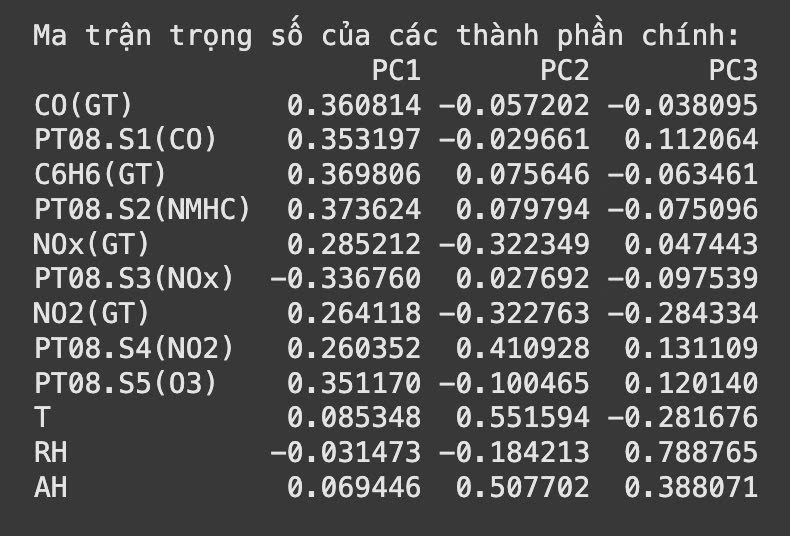 Ma trận trọng số của các thành phần chính:
PC1 PC2 PC3
CO(GT) 0.360814 -0.057202 -0.038095
PT08.S1(CO) 0.353197 -0.029661 0.112064
C6H6(GT) 0.369806 0.075646 -0.063461
PT08.S2(NMHC) 0.373624 0.079794 -0.075096
NOx(GT) 0.285212 -0.322349 0.047443
PT08.S3(NOx) -0.336760 0.027692 -0.097539
NO2(GT) 0.264118 -0.322763 -0.284334
PT08.S4(NO2) 0.260352 0.410928 0.131109
PT08.S5(O3) 0.351170 -0.100465 0.120140
T 0.085348 0.551594 -0.281676
RH -0.031473 -0.184213 0.788765
AH 0.069446 0.507702 0.388071